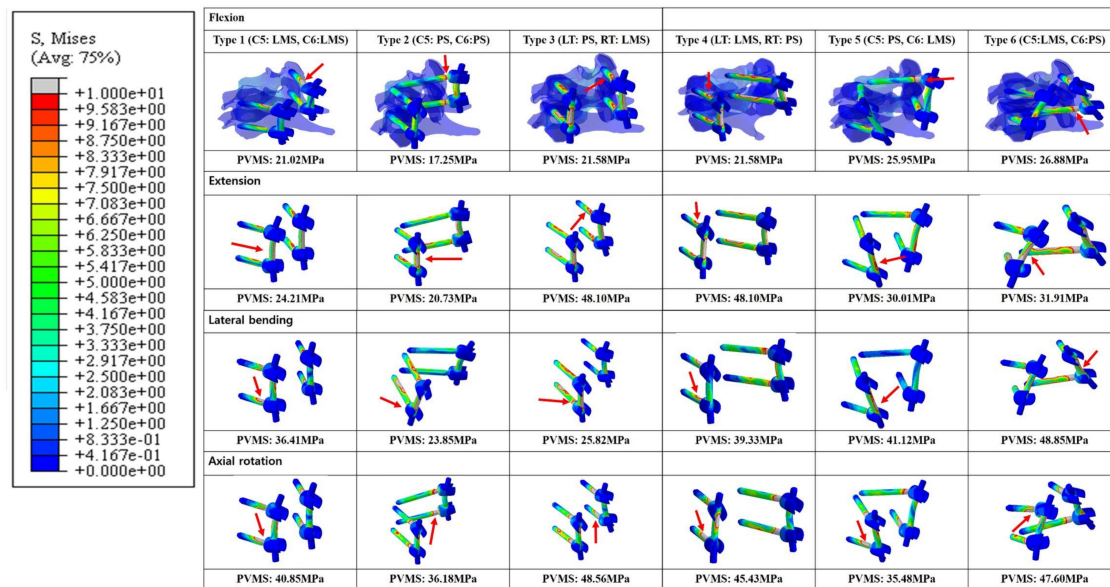 S, Mises
(Avg: 75%)
+1.000e+01
+9.583e+00
+9.167e+00
+8.750e+00
+8.333e+00
+7.917e+00
+7.500e+00
+7.083e+00
+6.667e+00
+6.250e+00
+5.833e+00
+5.417e+00
+5.000e+00
+4.583e+00
+4.167e+00
+3.750e+00
+3.333e+00
+2.917e+00
+2.500e+00
+2.083e+00
+1.667e+00
+1.250e+00
+8.333e-01
+4.167e-01
+0.000e+00
Flexion
Type 1 (C5: LMS, C6:LMS) Type 2 (C5: PS, C6:PS) Type 3 (LT: PS, RT: LMS) Type 4 (LT: LMS, RT: PS) Type 5 (C5: PS, C6: LMS) Type 6 (C5:LMS, C6:PS)
PVMS: 21.02MPa PVMS: 17.25MPa PVMS: 21.58MPa PVMS: 21.58MPa PVMS: 25.95MPa PVMS: 26.88MPa
Extension
PVMS: 24.21MPa PVMS: 20.73MPa PVMS: 48.10MPa PVMS: 48.10MPa PVMS: 30.01MPa PVMS: 31.91MPa
Lateral bending
PVMS: 36.41MPa PVMS: 23.85MPa PVMS: 25.82MPa PVMS: 39.33MPa PVMS: 41.12MPa PVMS: 48.85MPa
Axial rotation
PVMS: 40.85MPa PVMS: 36.18MPa PVMS: 48.56MPa PVMS: 45.43MPa PVMS: 35.48MPa PVMS: 47.60MPa